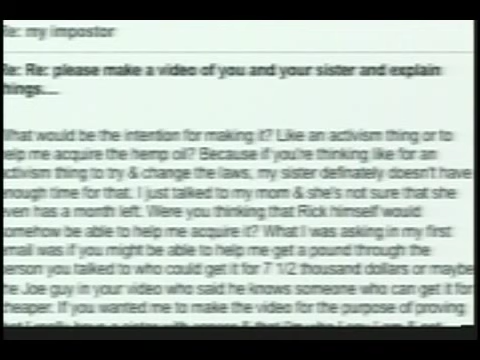 Re: my impostor
Re: Re: please make a video of you and your sister and explain
things....
What would be the intention for making it? Like an activism thing or to
help me acquire the hemp oil? Because if you're thinking like for an
activism thing to try & change the laws, my sister definately doesn't have
enough time for that. I just talked to my mom & she's not sure that she
even has a month left. Were you thinking that Rick himself would
somehow be able to help me acquire it? What I was asking in my first
email was if you might be able to help me get a pound through the
person you talked to who could get it for 7 1/2 thousand dollars or maybe
the Joe guy in your video who said he knows someone who can get it for
cheaper. If you wanted me to make the video for the purpose of proving
that I really have a sister with